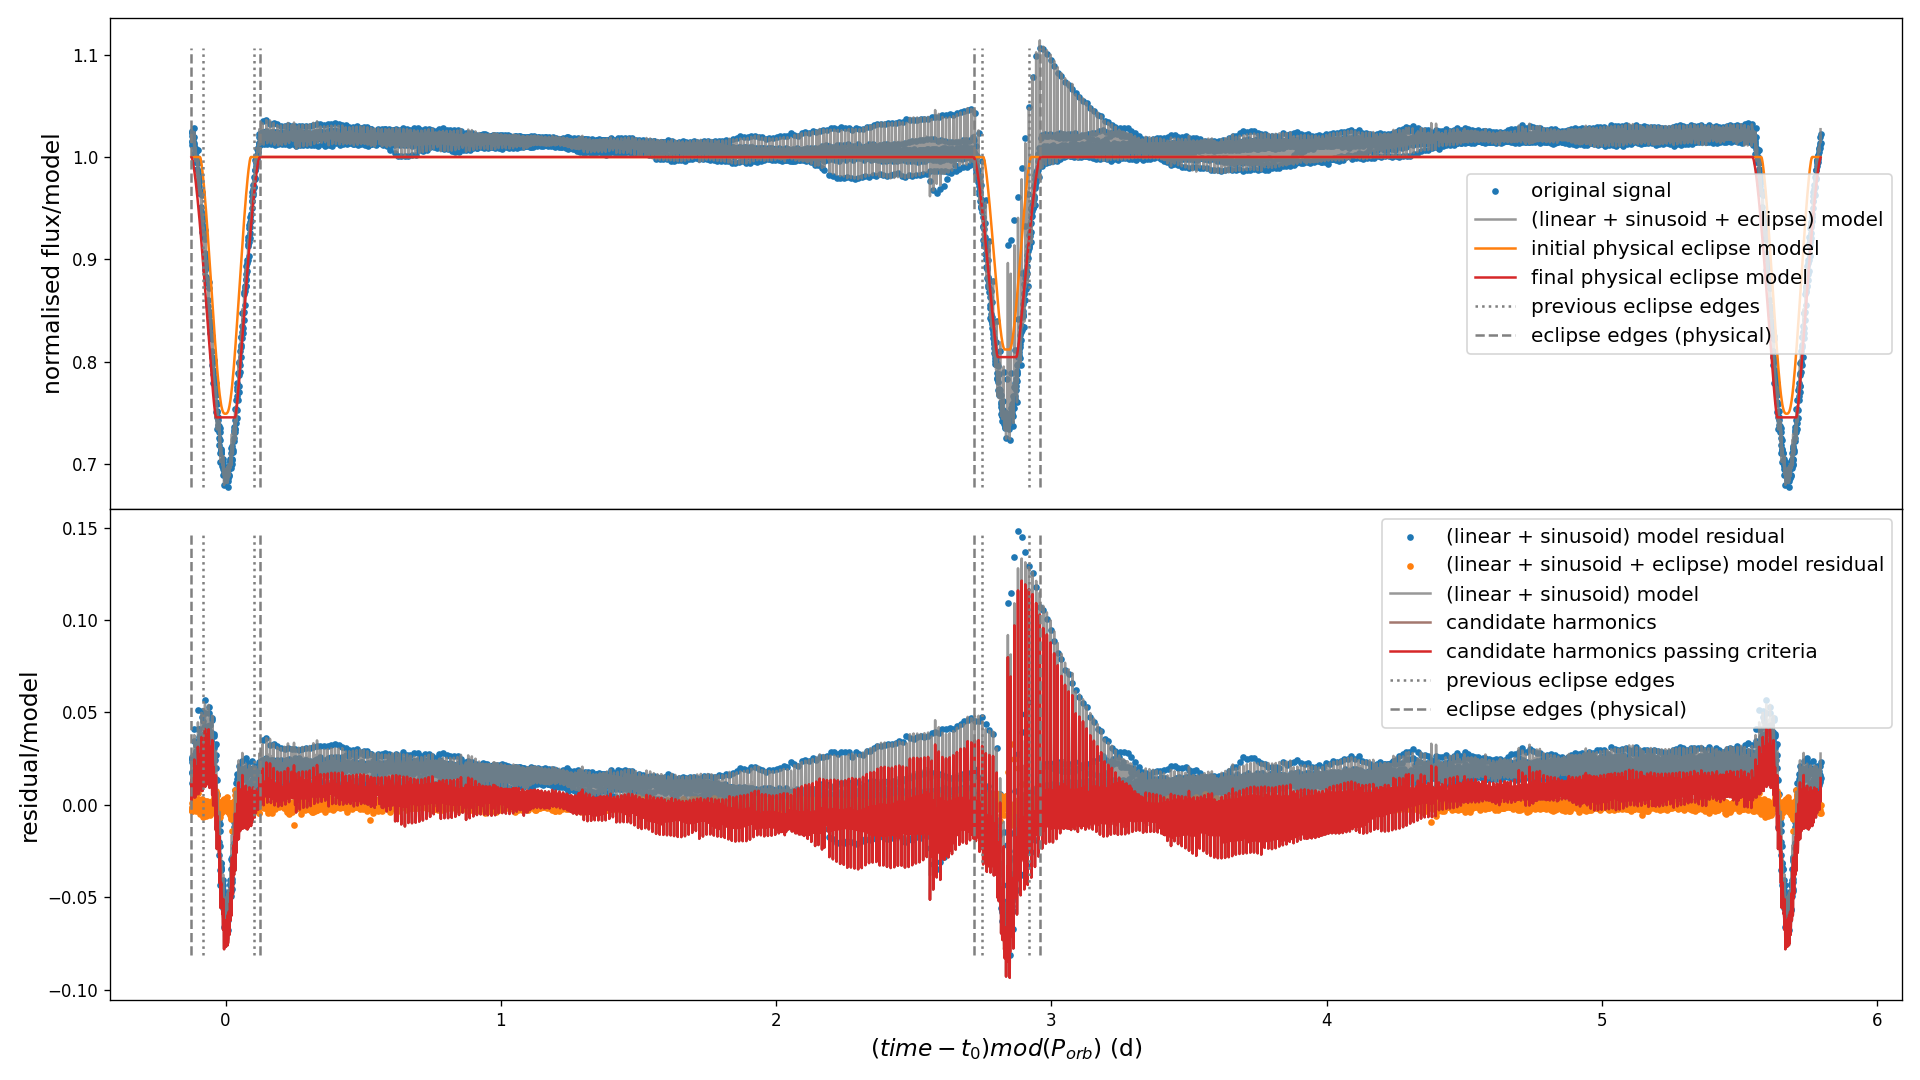 1.1
1.0
0.9
0.8
0.7
normalised flux/model
original signal
(linear + sinusoid + eclipse) model
initial physical eclipse model
final physical eclipse model
previous eclipse edges
eclipse edges (physical)
0.15
0.10
0.05
0.00
−0.05
−0.10
residual/model
(linear + sinusoid) model residual
(linear + sinusoid + eclipse) model residual
(linear + sinusoid) model
candidate harmonics
candidate harmonics passing criteria
previous eclipse edges
eclipse edges (physical)
0 1 2 3 4 5 6
(time − t₀)mod(P_orb) (d)